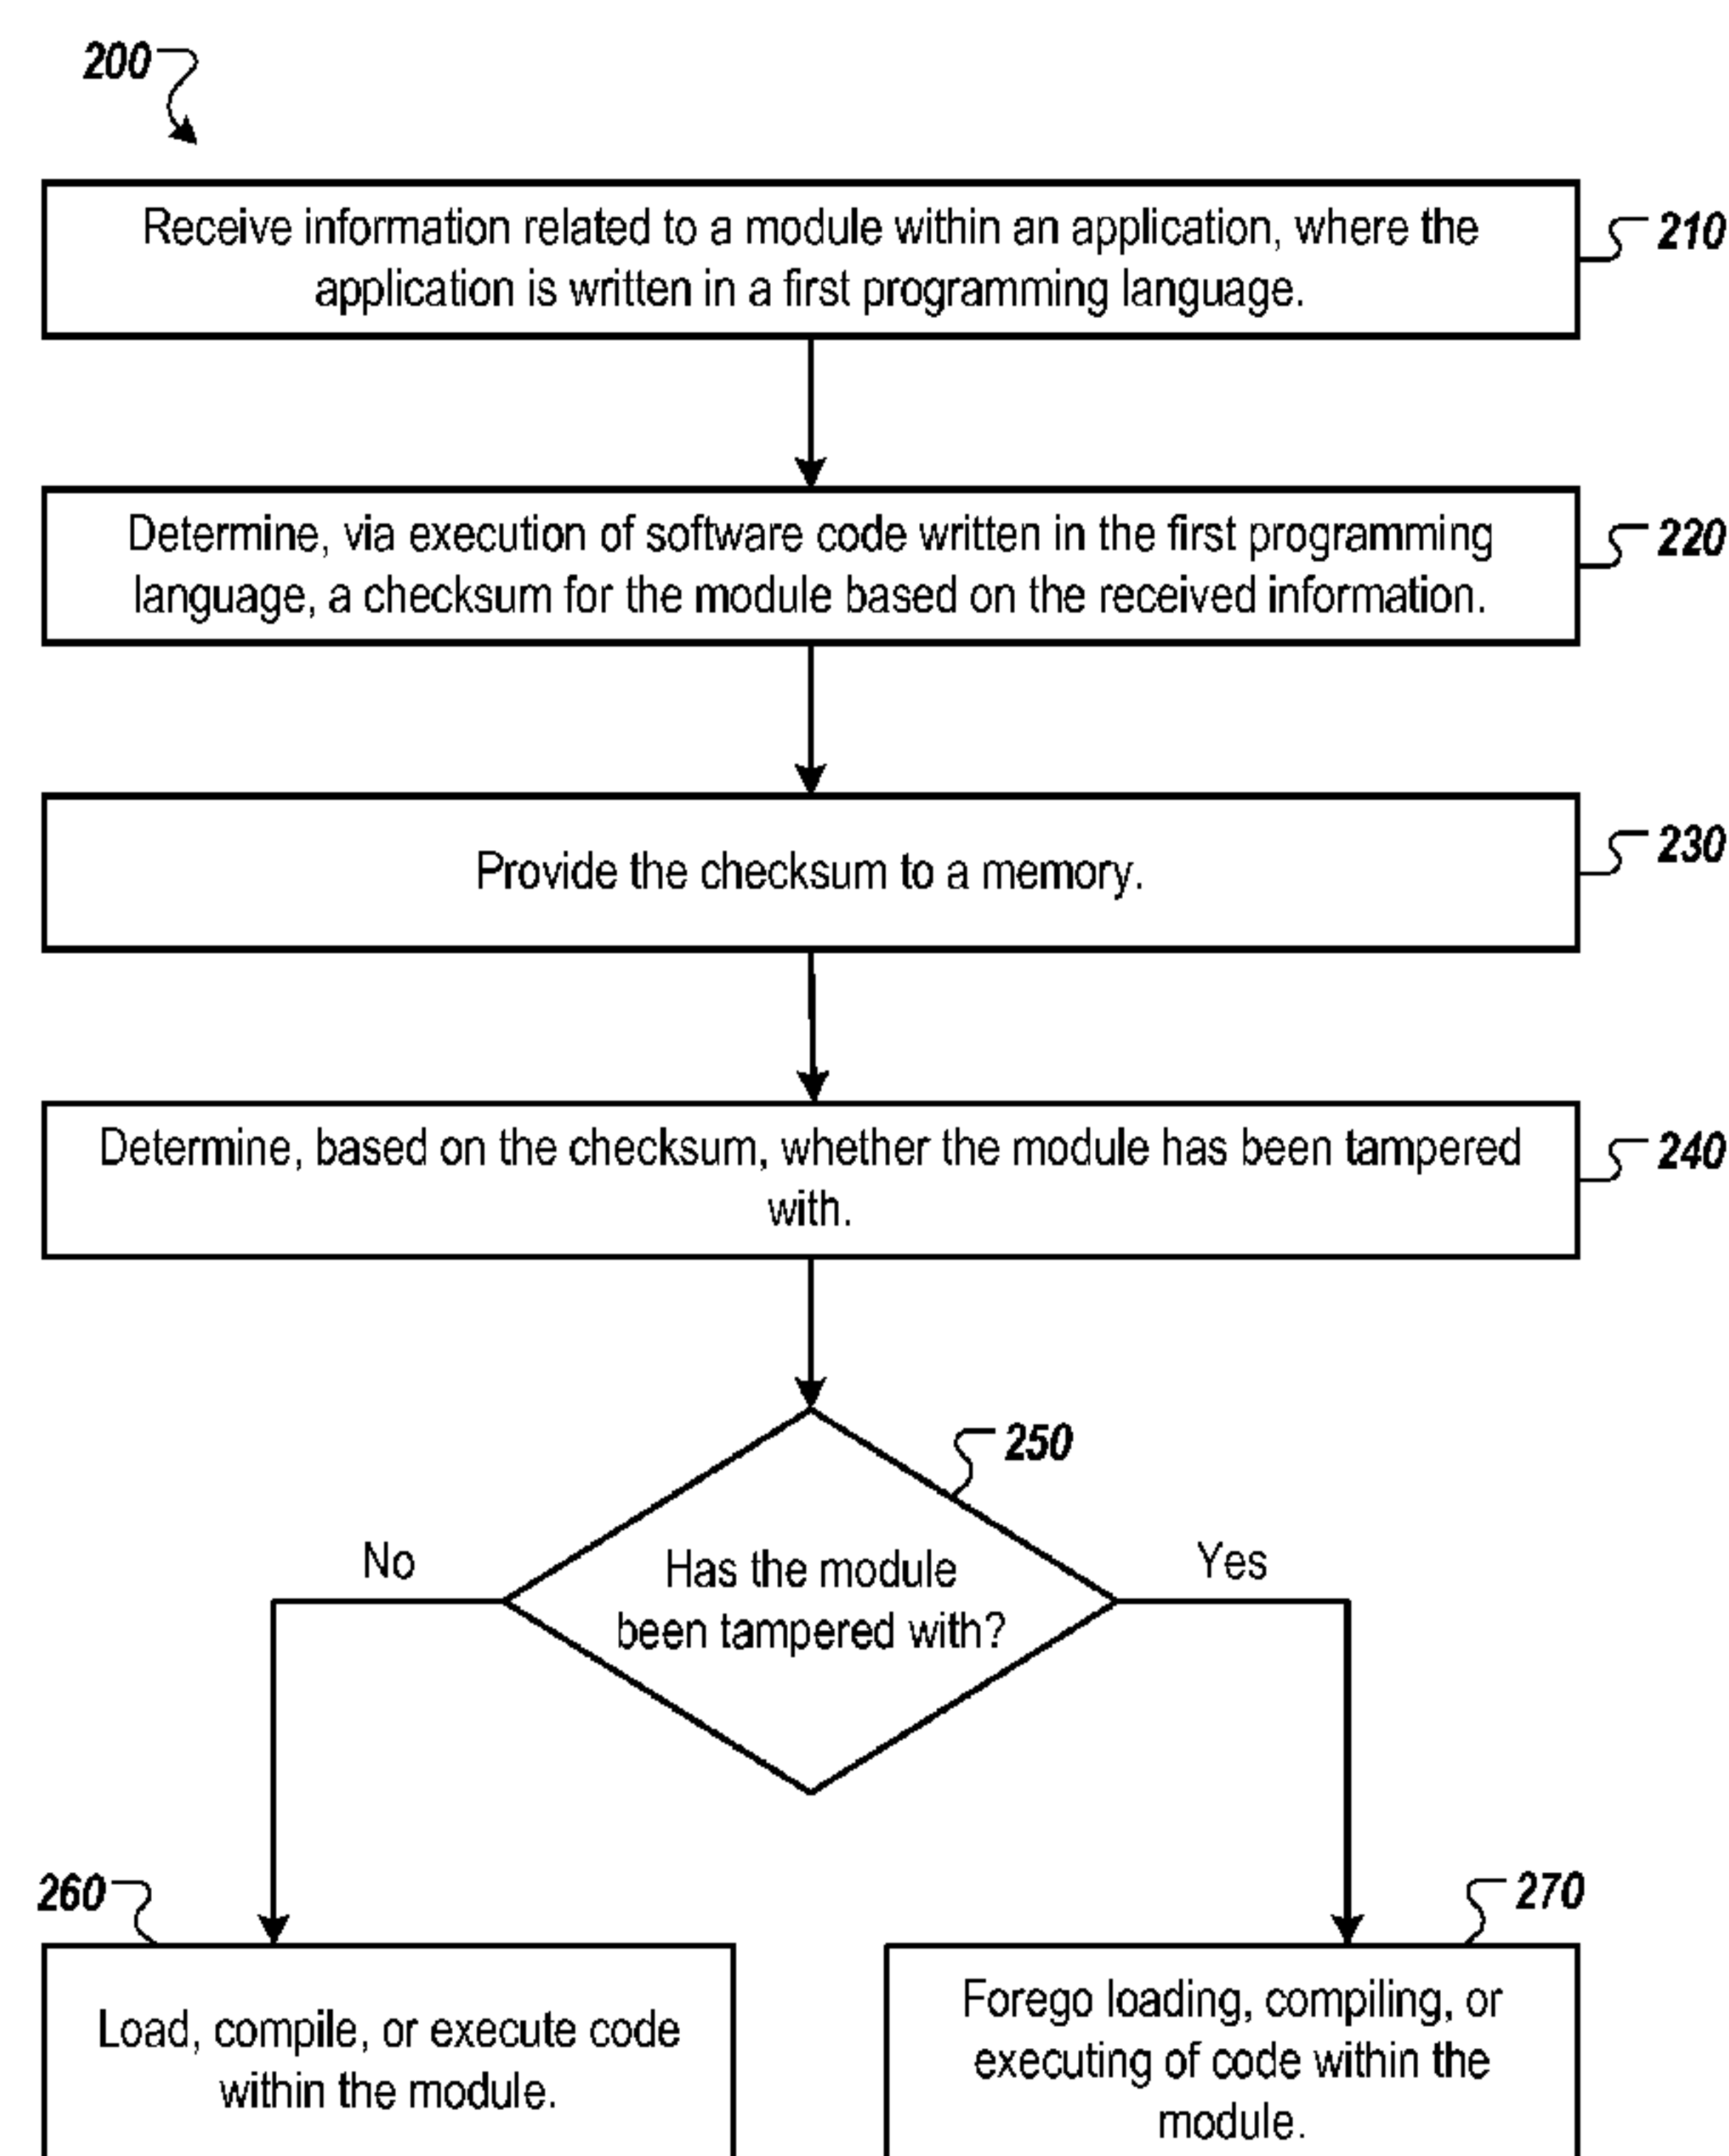 200
Receive information related to a module within an application, where the
application is written in a first programming language.
210
Determine, via execution of software code written in the first programming
language, a checksum for the module based on the received information.
220
Provide the checksum to a memory.
230
Determine, based on the checksum, whether the module has been tampered
with.
240
250
Has the module
been tampered with?
No
Yes
260
Load, compile, or execute code
within the module.
270
Forego loading, compiling, or
executing of code within the
module.